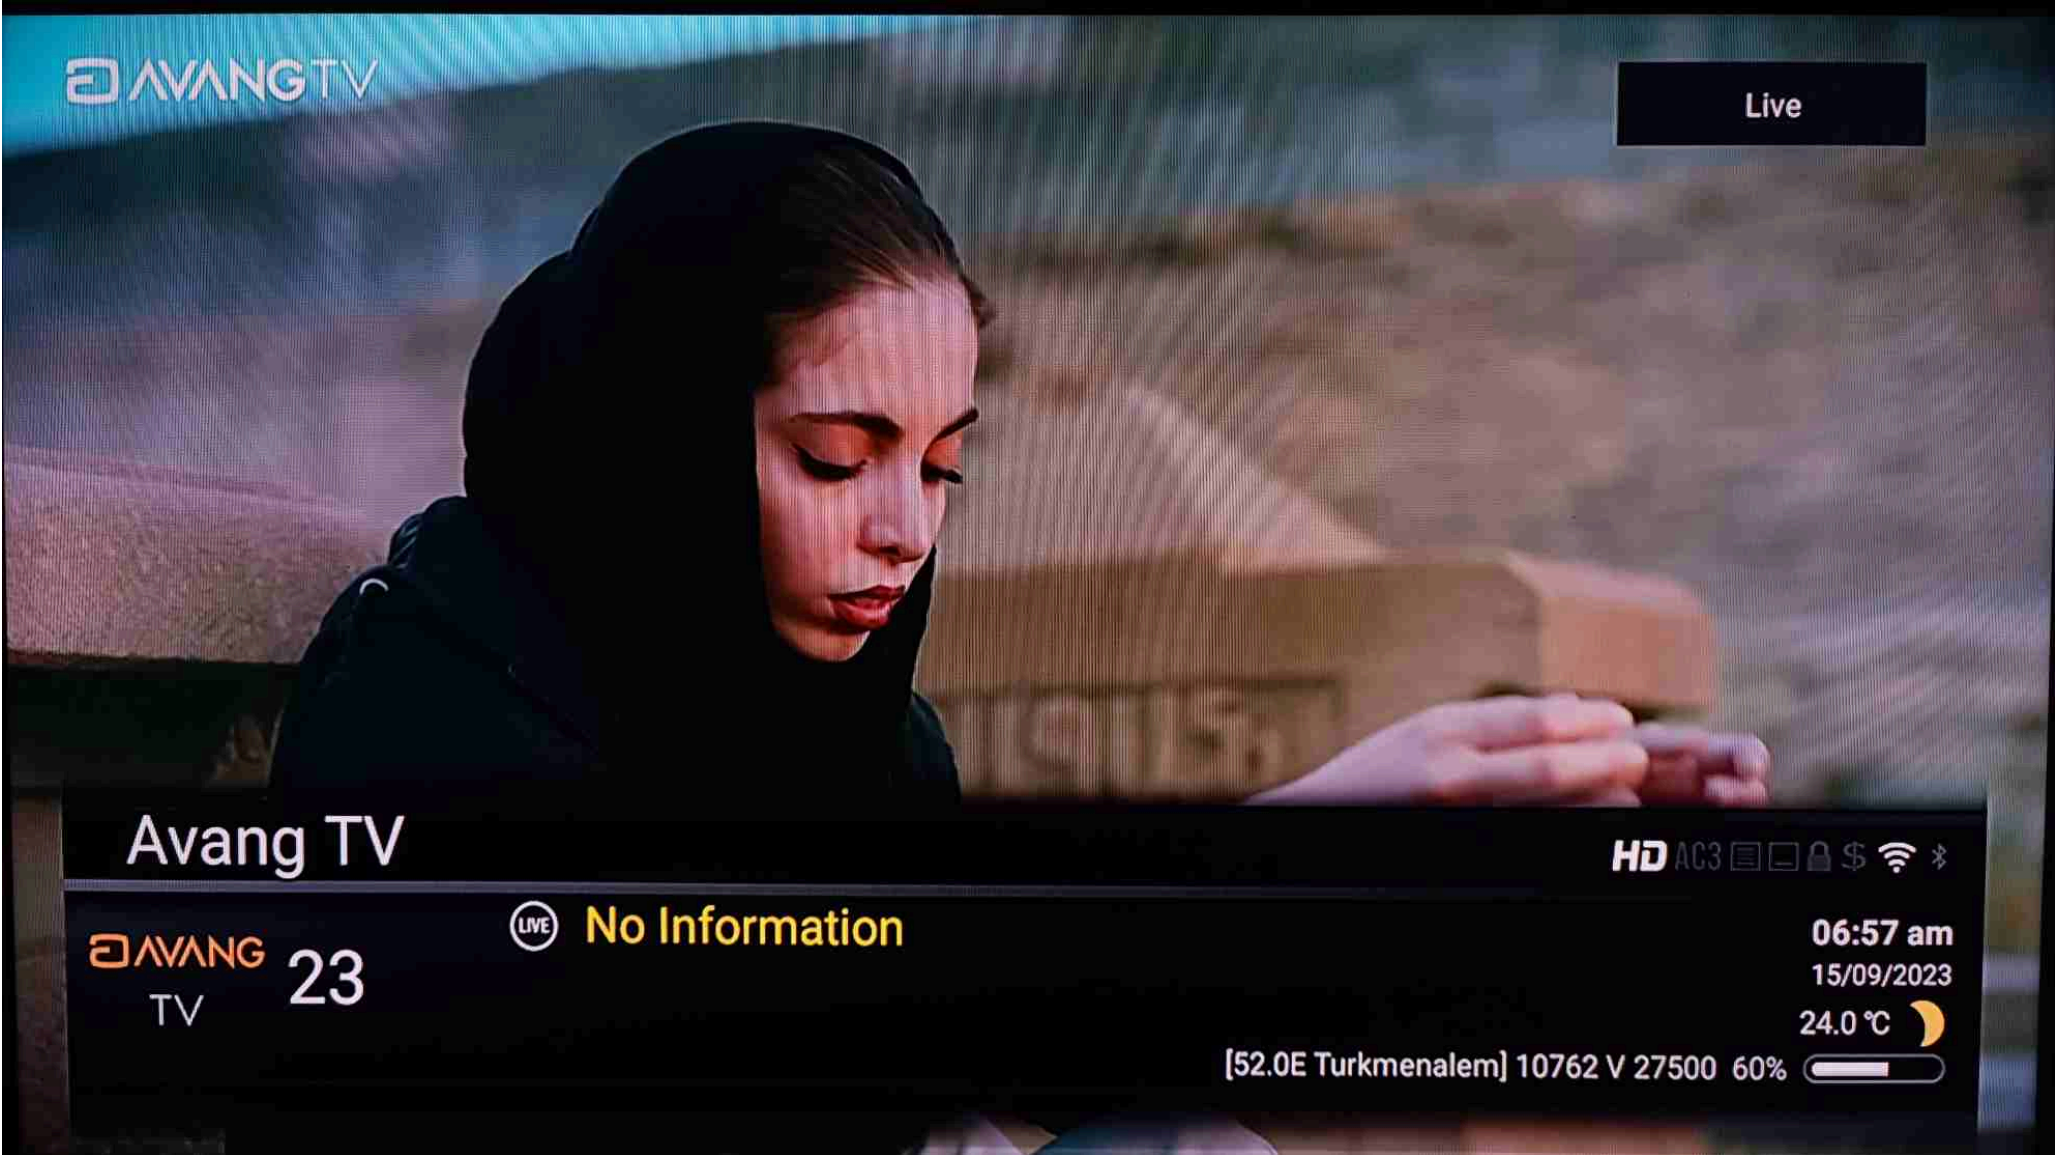 AVANGTV
Live
Avang TV
HD AC3 $
AVANG
TV
23
LIVE No Information
06:57 am
15/09/2023
24.0 ℃
[52.0E Turkmenalem] 10762 V 27500 60%